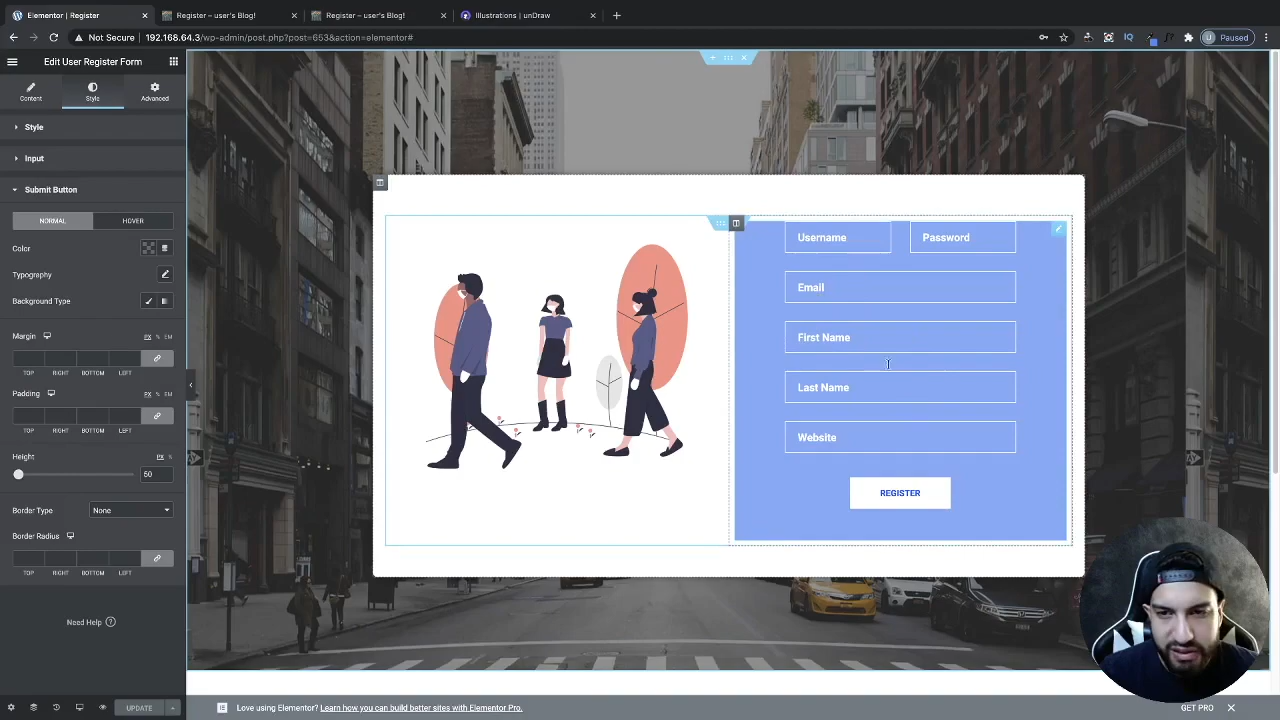 Elementor | Register
Register – user's Blog!
Register – user's Blog!
Illustrations | unDraw
Not Secure
192.168.64.3/wp-admin/post.php?post=653&action=elementor#
IQ
f?
IJ
Paused
Edit User Register Form
Content
Style
Advanced
Style
Input
Submit Button
NORMAL
HOVER
Color
Typography
Background Type
Margin
PX % EM
TOP RIGHT BOTTOM LEFT
Padding
PX % EM
TOP RIGHT BOTTOM LEFT
Height
PX %
50
Border Type
None
Border Radius
PX %
TOP RIGHT BOTTOM LEFT
Need Help
?
UPDATE
Username
Password
Email
First Name
Last Name
Website
REGISTER
Love using Elementor? Learn how you can build better sites with Elementor Pro.
GET PRO